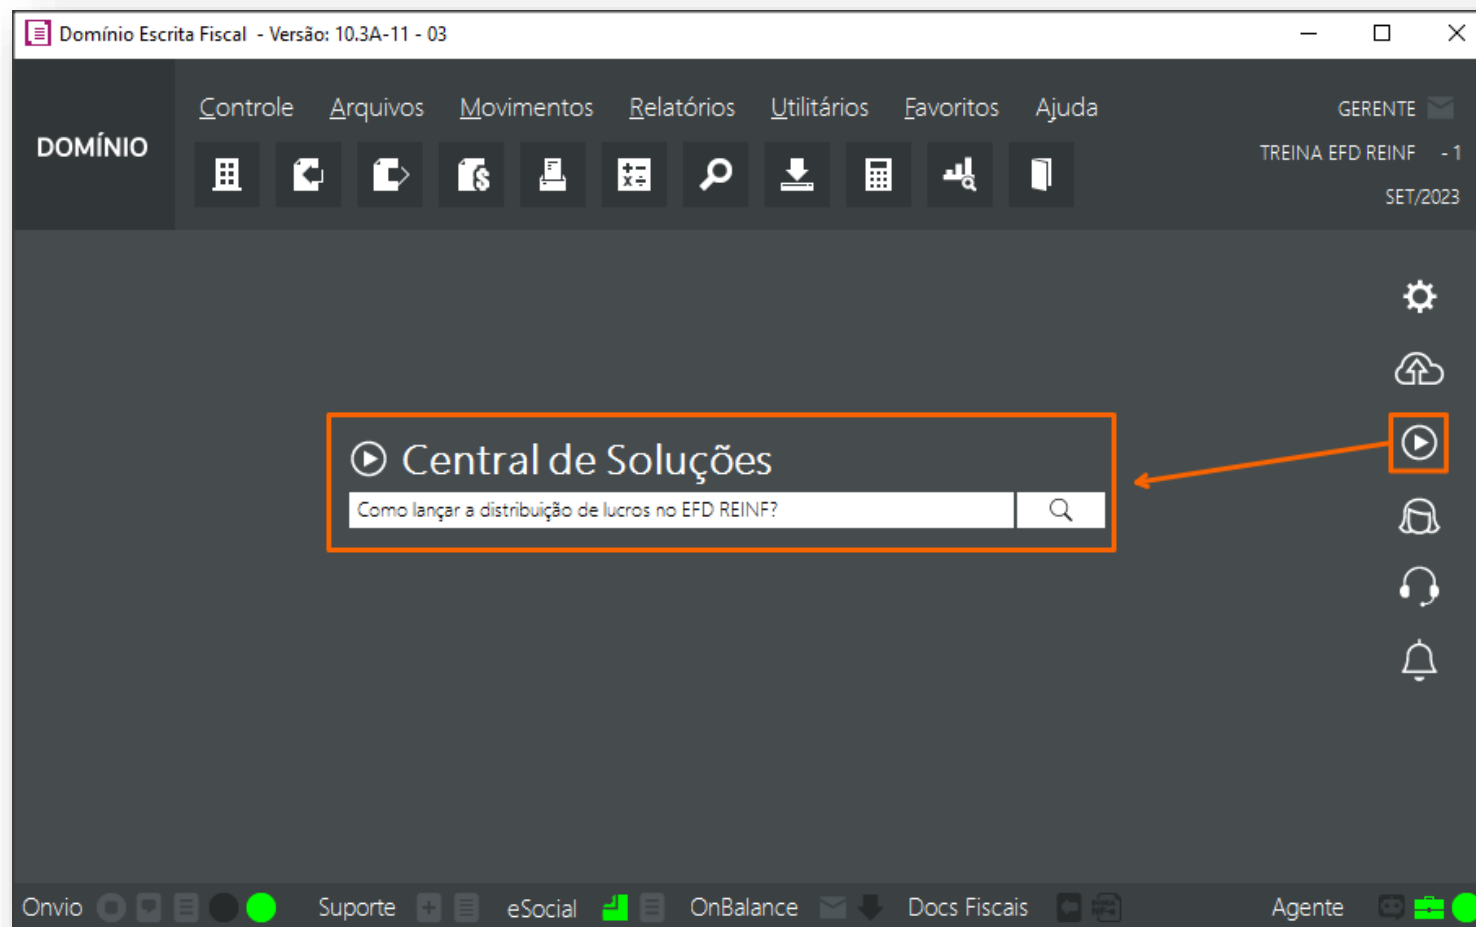 Domínio Escrita Fiscal - Versão: 10.3A-11 - 03
DOMÍNIO
Controle Arquivos Movimentos Relatórios Utilitários Favoritos Ajuda
GERENTE
TREINA EFD REINF - 1
SET/2023
Central de Soluções
Como lançar a distribuição de lucros no EFD REINF?
Onvio Suporte eSocial OnBalance Docs Fiscais Agente